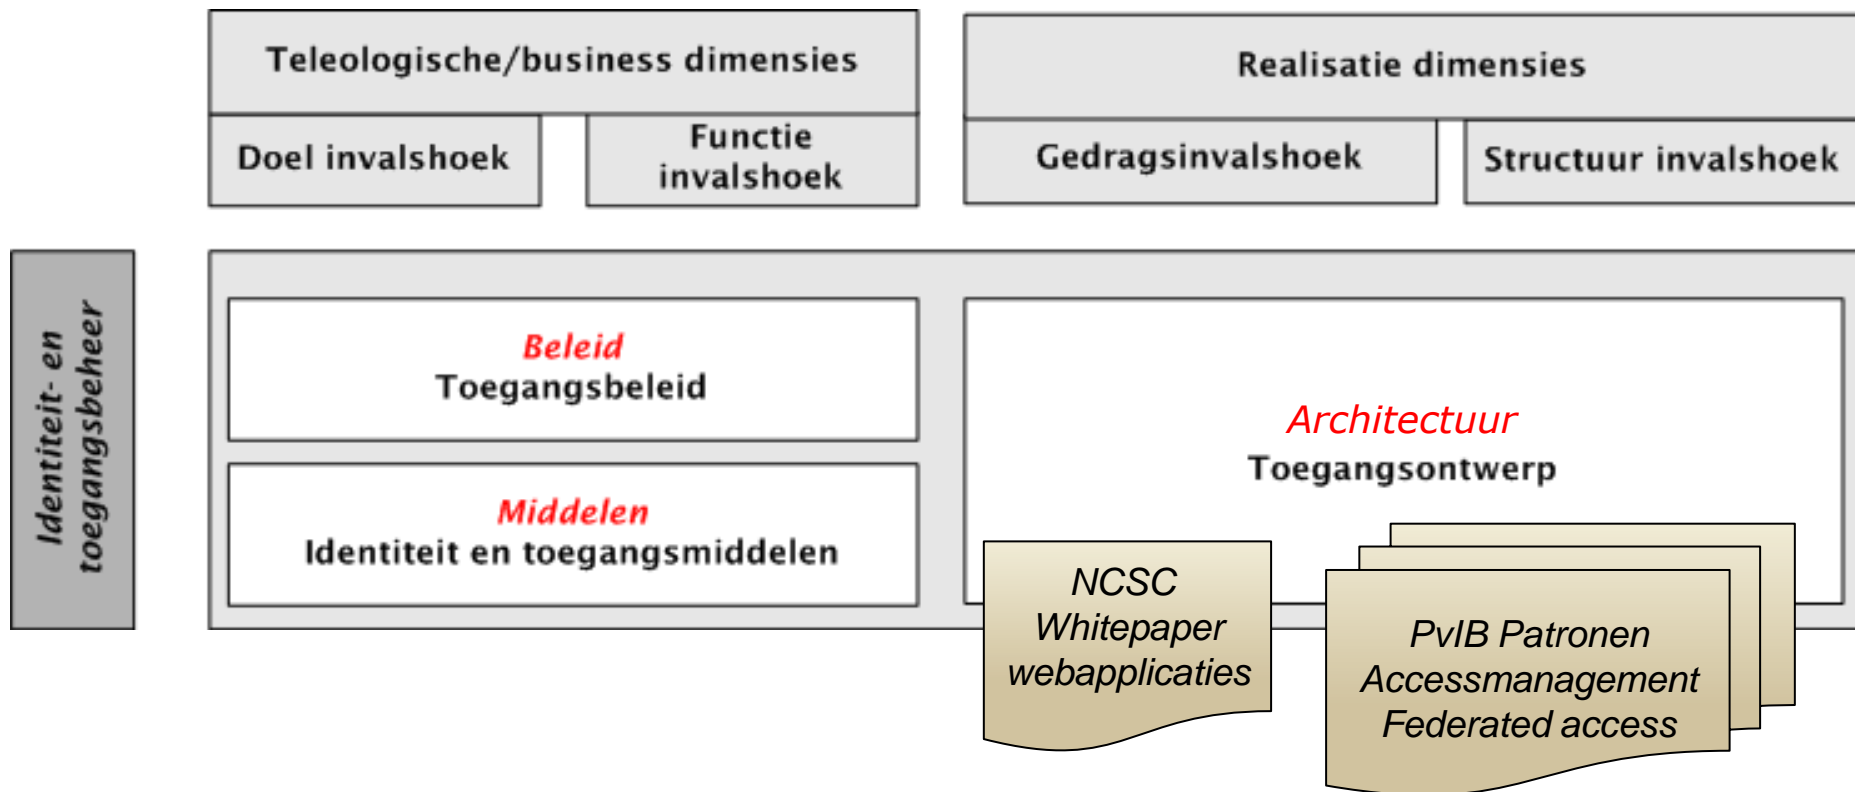 Teleologische/business dimensies
Realisatie dimensies
Doel invalshoek
Functie
invalshoek
Gedragsinvalshoek
Structuur invalshoek
Identiteit- en
toegangsbeheer
Beleid
Toegangsbeleid
Middelen
Identiteit en toegangsmiddelen
Architectuur
Toegangsontwerp
NCSC
Whitepaper
webapplicaties
PvIB Patronen
Accessmanagement
Federated access